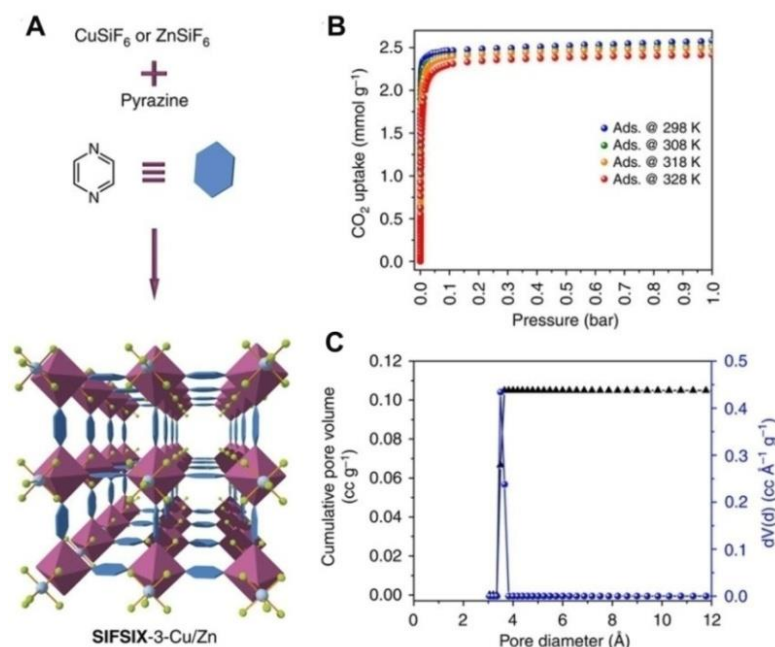 A
CuSiF₆ or ZnSiF₆
Pyrazine
N
N
SIFSIX-3-Cu/Zn
B
CO₂ uptake (mmol g⁻¹)
2.5
2.0
1.5
1.0
0.5
0.0
Ads. @ 298 K
Ads. @ 308 K
Ads. @ 318 K
Ads. @ 328 K
0.0 0.1 0.2 0.3 0.4 0.5 0.6 0.7 0.8 0.9 1.0
Pressure (bar)
C
Cumulative pore volume
(cc g⁻¹)
0.12
0.10
0.08
0.06
0.04
0.02
0.00
0.5
0.4
0.3
0.2
0.1
0.0
dV(d) (cc Å⁻¹ g⁻¹)
0 2 4 6 8 10 12
Pore diameter (Å)